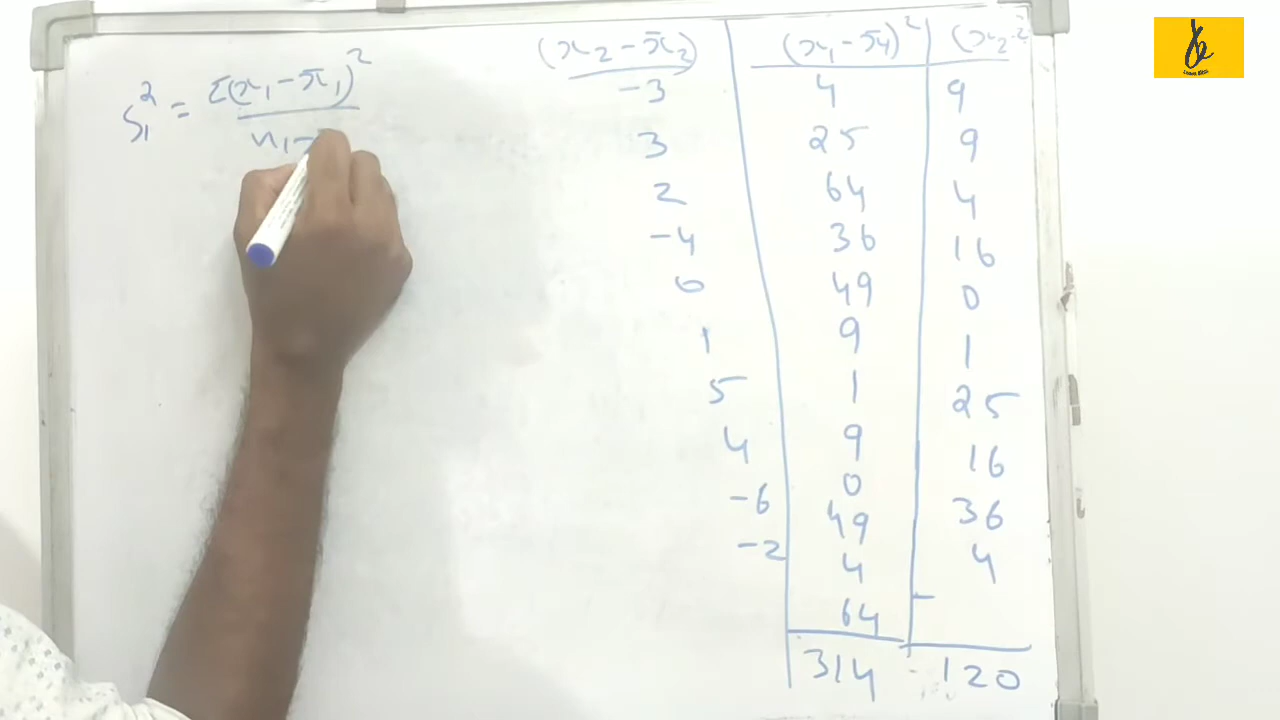 S₁² = Σ(x₁ - x̄₁)²
n₁ -
(x₂ - x̄₂) (x₁ - x̄4)² (x₂ -
-3 4 9
3 25 9
2 64 4
-4 36 16
0 49 0
1 9 1
5 1 25
4 9 16
-6 0 36
-2 49 4
4
64
314 120